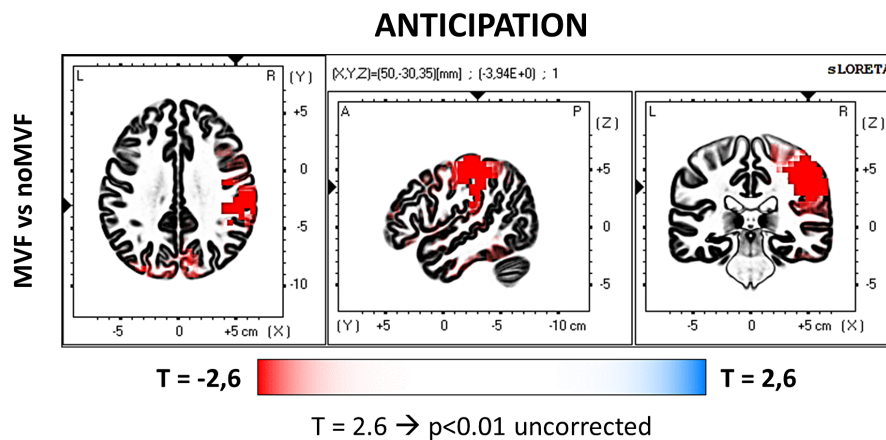 ANTICIPATION
MVF vs noMVF
L R (Y)
(X,Y,Z)=(50,-30,35)[mm] ; (-3,94E+0) ; 1
sLORETA
A P (Z)
L R (Z)
+5
0
-5
-10
+5
0
-5
+5
0
-5
-5 0 +5 cm (X)
(Y) +5 0 -5 -10 cm
-5 0 +5 cm (X)
T = -2,6
T = 2,6
T = 2.6 → p<0.01 uncorrected